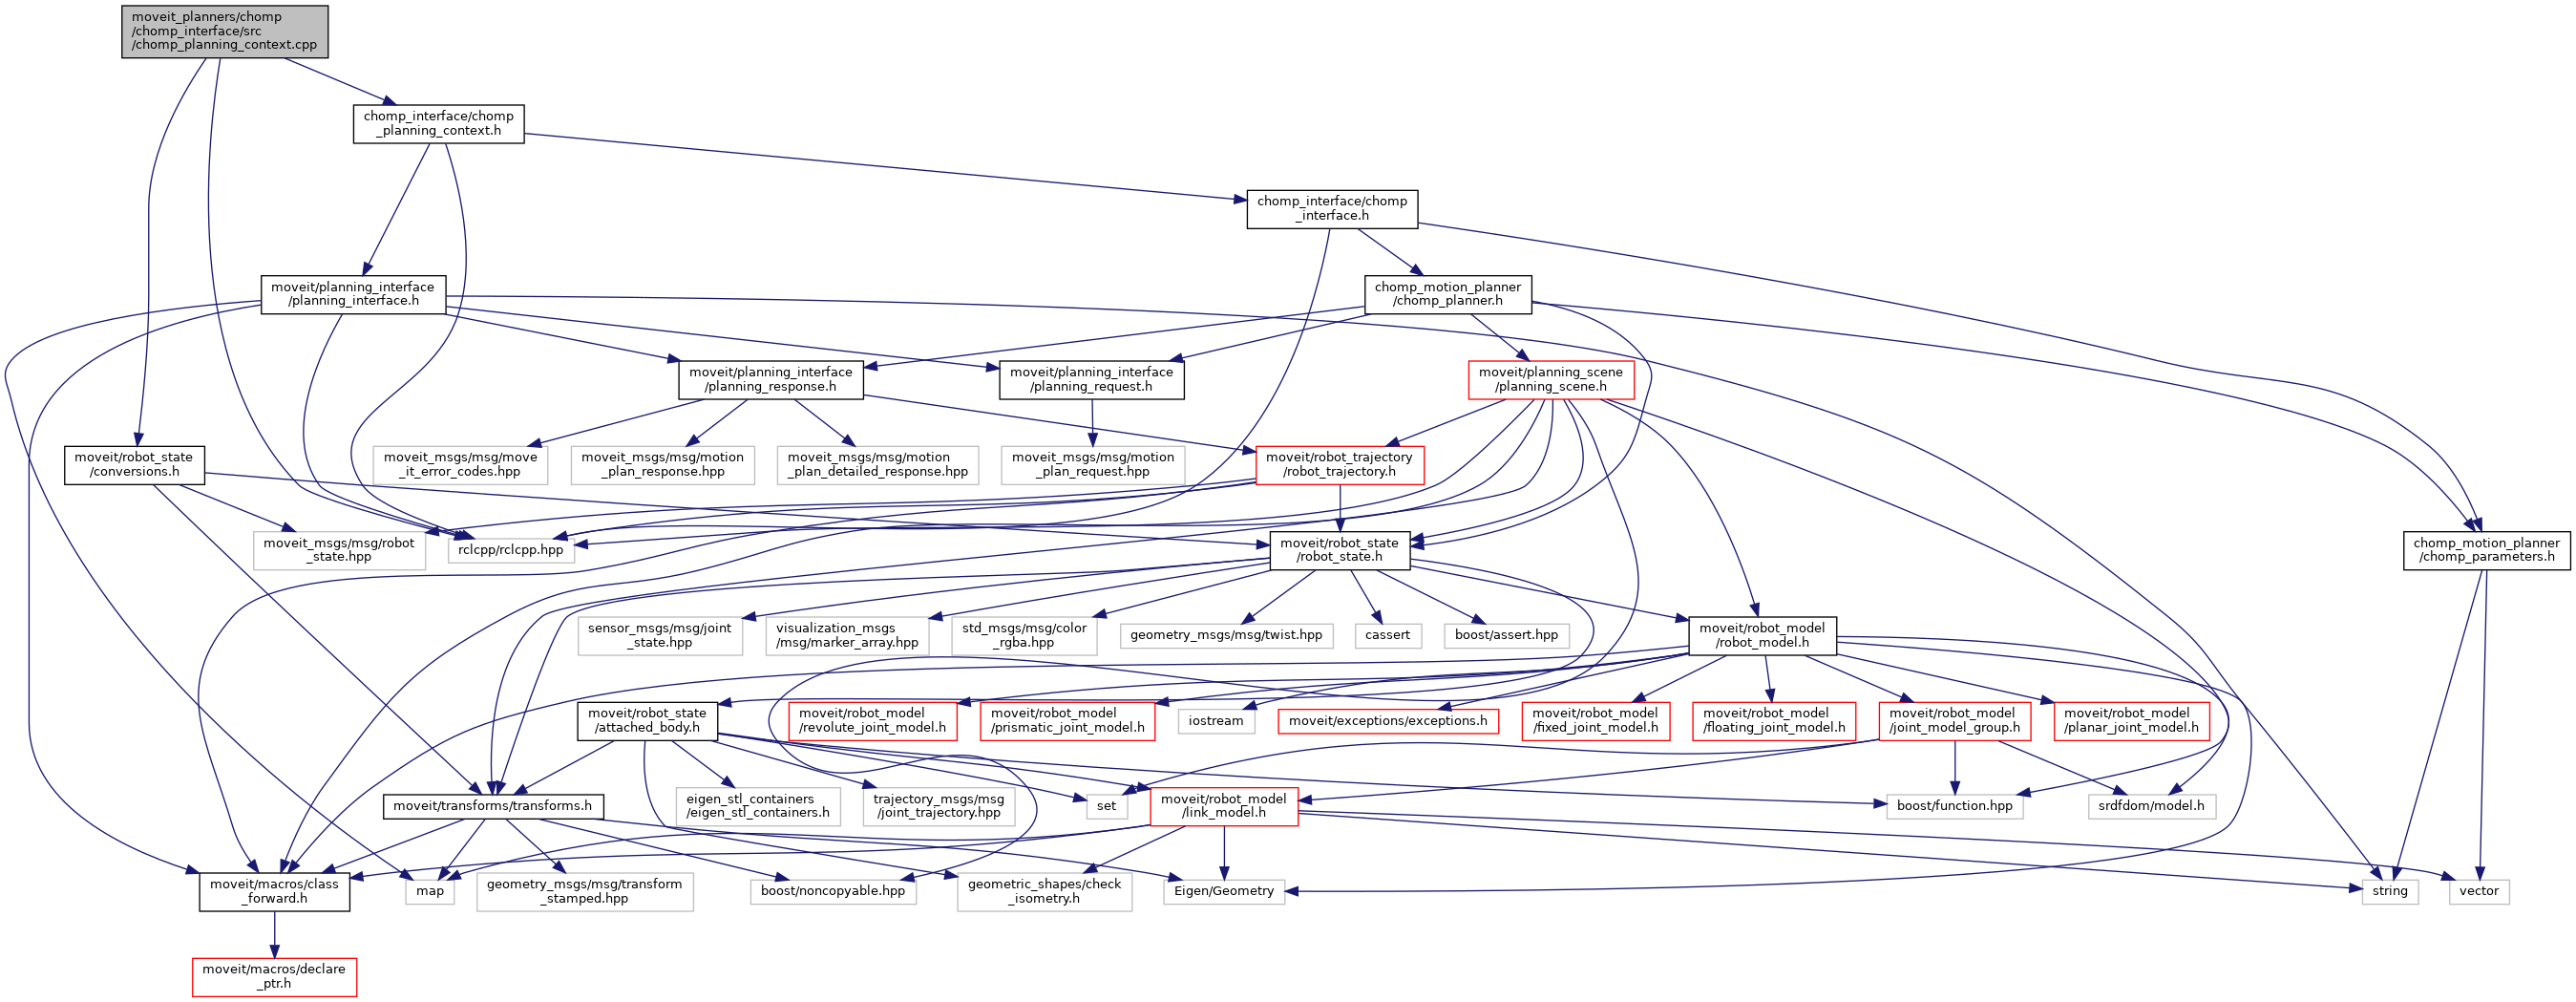 moveit_planners/chomp
/chomp_interface/src
/chomp_planning_context.cpp
chomp_interface/chomp
_planning_context.h
chomp_interface/chomp
_interface.h
moveit/planning_interface
/planning_interface.h
chomp_motion_planner
/chomp_planner.h
moveit/planning_interface
/planning_response.h
moveit/planning_interface
/planning_request.h
moveit/planning_scene
/planning_scene.h
moveit/robot_state
/conversions.h
moveit_msgs/msg/move
_it_error_codes.hpp
moveit_msgs/msg/motion
_plan_response.hpp
moveit_msgs/msg/motion
_plan_detailed_response.hpp
moveit_msgs/msg/motion
_plan_request.hpp
moveit/robot_trajectory
/robot_trajectory.h
moveit_msgs/msg/robot
_state.hpp
rclcpp/rclcpp.hpp
moveit/robot_state
/robot_state.h
chomp_motion_planner
/chomp_parameters.h
sensor_msgs/msg/joint
_state.hpp
visualization_msgs
/msg/marker_array.hpp
std_msgs/msg/color
_rgba.hpp
geometry_msgs/msg/twist.hpp
cassert
boost/assert.hpp
moveit/robot_model
/robot_model.h
moveit/robot_state
/attached_body.h
moveit/robot_model
/revolute_joint_model.h
moveit/robot_model
/prismatic_joint_model.h
iostream
moveit/exceptions/exceptions.h
moveit/robot_model
/fixed_joint_model.h
moveit/robot_model
/floating_joint_model.h
moveit/robot_model
/joint_model_group.h
moveit/robot_model
/planar_joint_model.h
moveit/transforms/transforms.h
eigen_stl_containers
/eigen_stl_containers.h
trajectory_msgs/msg
/joint_trajectory.hpp
set
moveit/robot_model
/link_model.h
boost/function.hpp
srdfdom/model.h
moveit/macros/class
_forward.h
map
geometry_msgs/msg/transform
_stamped.hpp
boost/noncopyable.hpp
geometric_shapes/check
_isometry.h
Eigen/Geometry
string
vector
moveit/macros/declare
_ptr.h